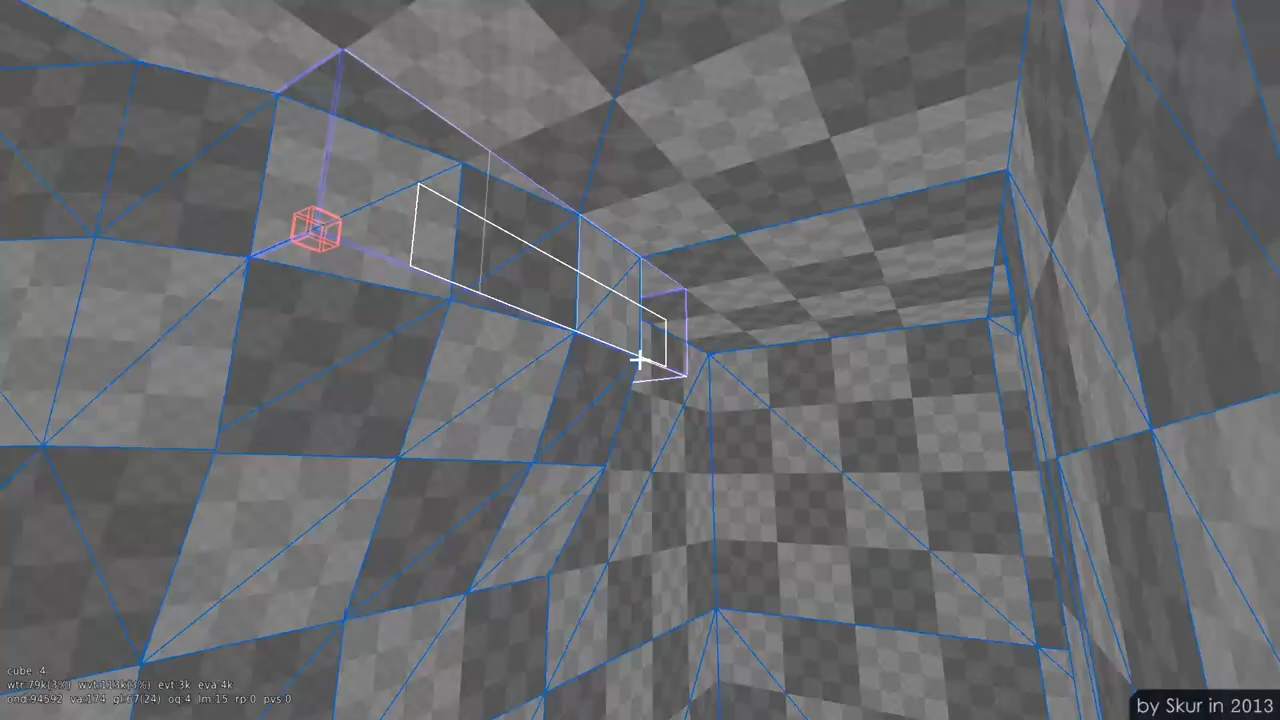 cube 4
wtr:79k(3%) wvt:113k(3%) evt:3k eva:4k
ond:94592 va:174 gl:67(24) oq:4 lm:15 rp:0 pvs:0
by Skur in 2013